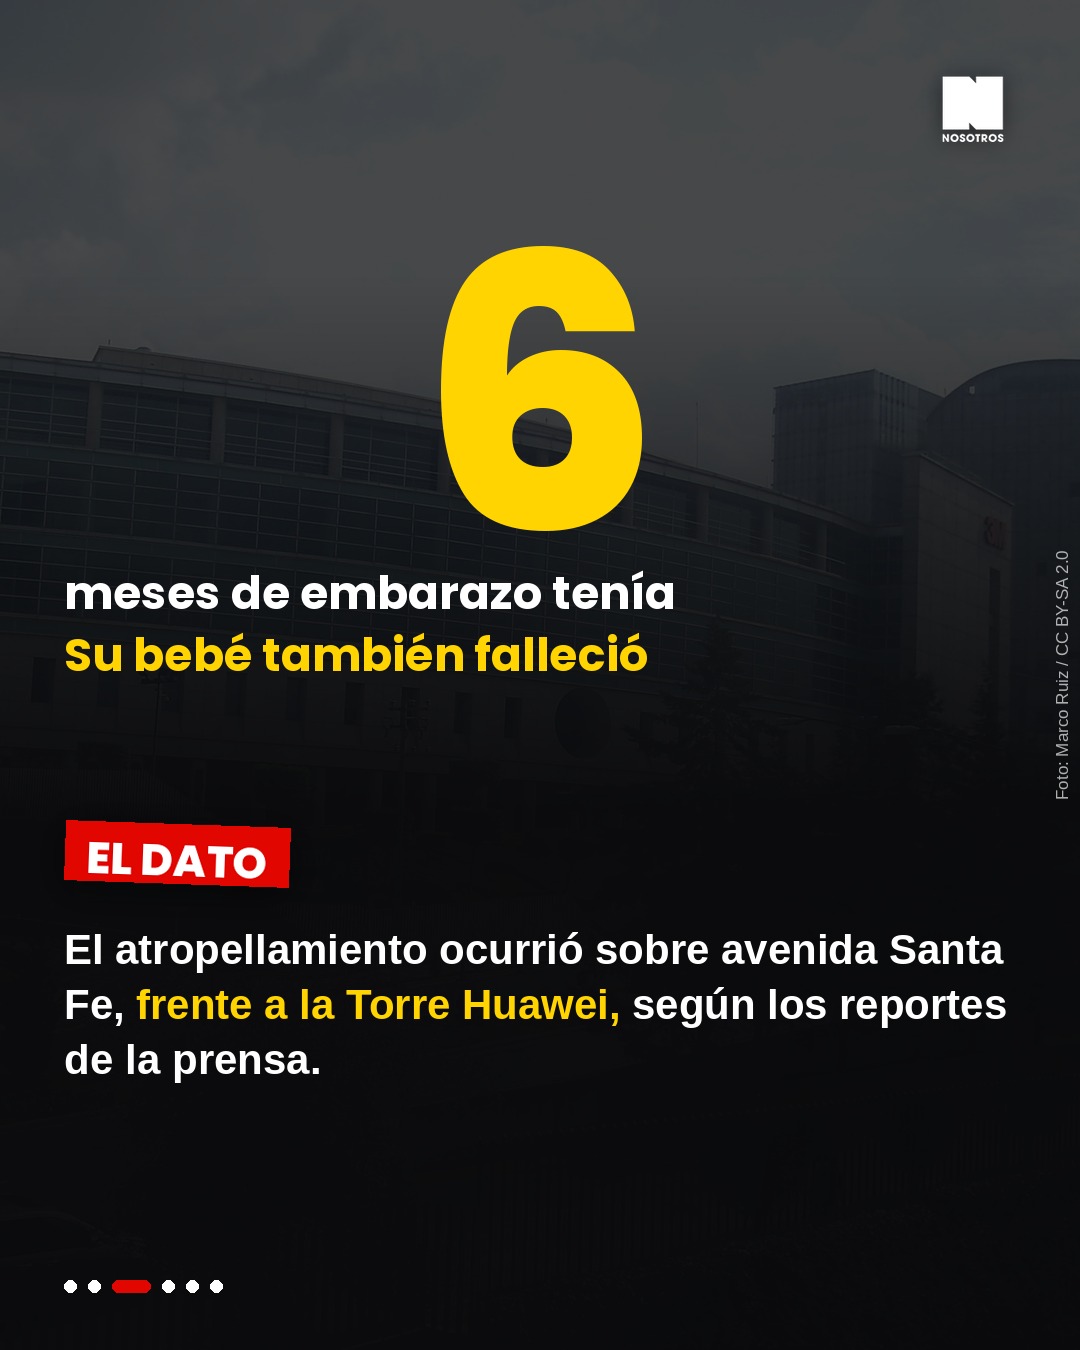 N
NOSOTROS
6
meses de embarazo tenía
Su bebé también falleció
Foto: Marco Ruiz / CC BY-SA 2.0
EL DATO
El atropellamiento ocurrió sobre avenida Santa
Fe, frente a la Torre Huawei, según los reportes
de la prensa.